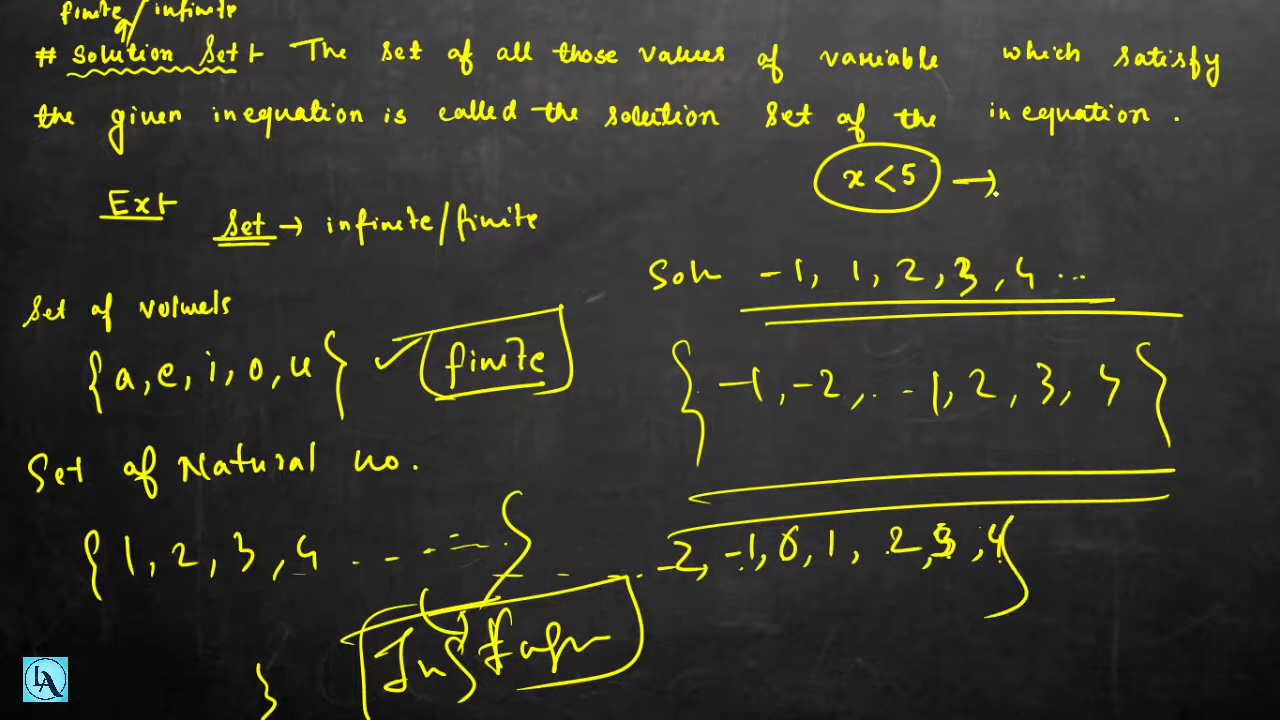 finite / infinite
# Solution Set :- The set of all those values of variable which satisfy
the given inequation is called the solution set of the inequation.
x < 5 →
Ex :-
Set → infinite/finite
Soln -1, 1, 2, 3, 4 ...
Set of volwels
{a, e, i, o, u} ✓ finite
{-1, -2, .. -1, 2, 3, 4}
Set of Natural no.
{1, 2, 3, 4 ......}
..... -2, -1, 0, 1, 2, 3, 4}
}
LA